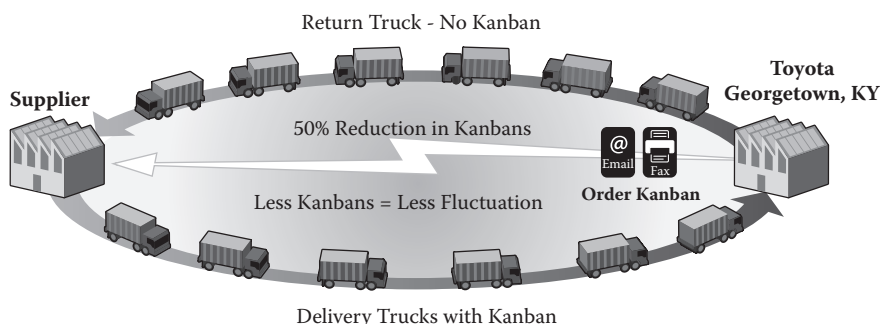 Return Truck - No Kanban
Toyota
Georgetown, KY
Supplier
50% Reduction in Kanbans
@
Email
Fax
Order Kanban
Less Kanbans = Less Fluctuation
Delivery Trucks with Kanban